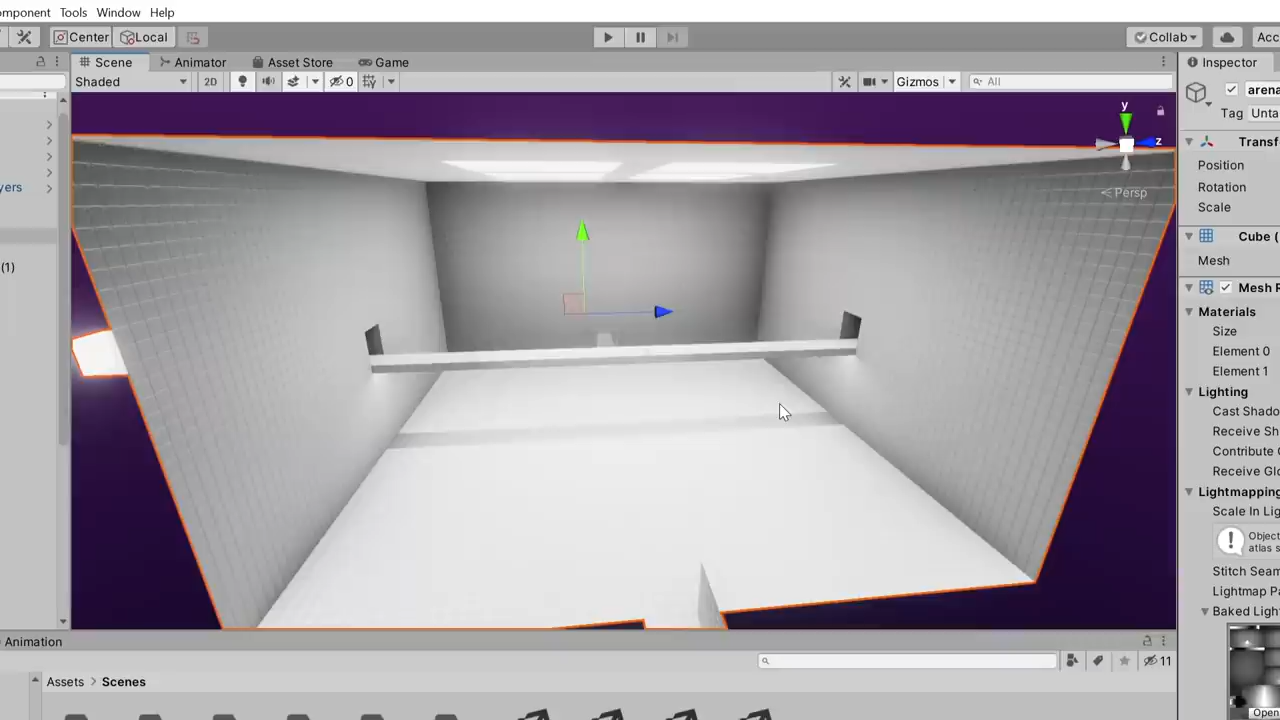 omponent Tools Window Help
Center Local Collab Acc
Scene Animator Asset Store Game Inspector
Shaded 2D 0 Gizmos All
arena
Tag Unta
y
z
Persp
Transf
Position
Rotation
Scale
yers
(1)
Cube (
Mesh
Mesh R
Materials
Size
Element 0
Element 1
Lighting
Cast Shado
Receive Sh
Contribute G
Receive Glo
Lightmapping
Scale In Lig
Object
atlas s
Stitch Seam
Lightmap Pa
Baked Light
Animation
11
Assets > Scenes
Open